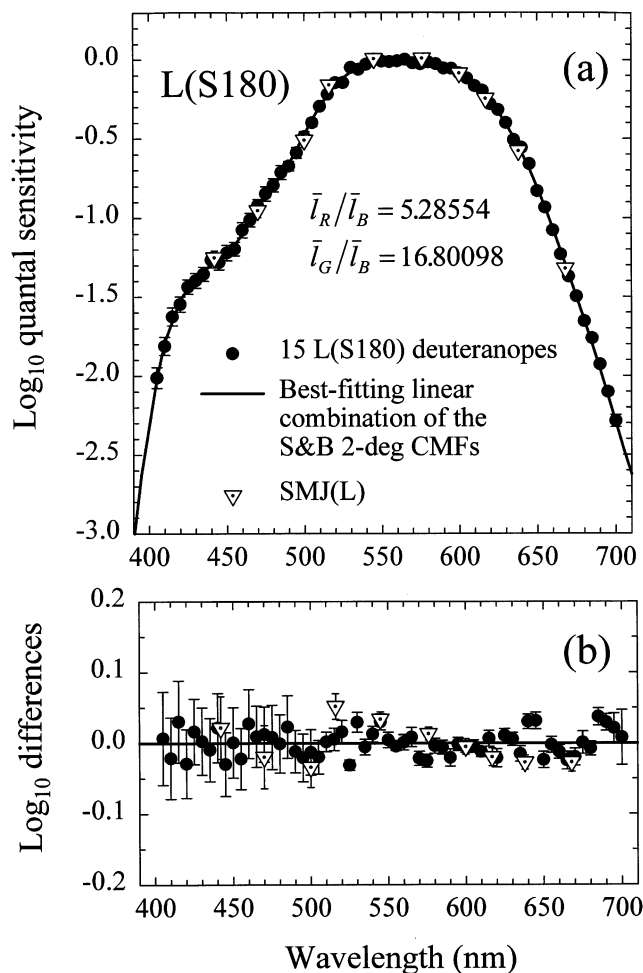 (a)
L(S180)
Log10 quantal sensitivity
0.0
-0.5
-1.0
-1.5
-2.0
-2.5
-3.0
l̄R/l̄B = 5.28554
l̄G/l̄B = 16.80098
15 L(S180) deuteranopes
Best-fitting linear
combination of the
S&B 2-deg CMFs
SMJ(L)
400 450 500 550 600 650 700
(b)
Log10 differences
0.2
0.1
0.0
-0.1
-0.2
400 450 500 550 600 650 700
Wavelength (nm)